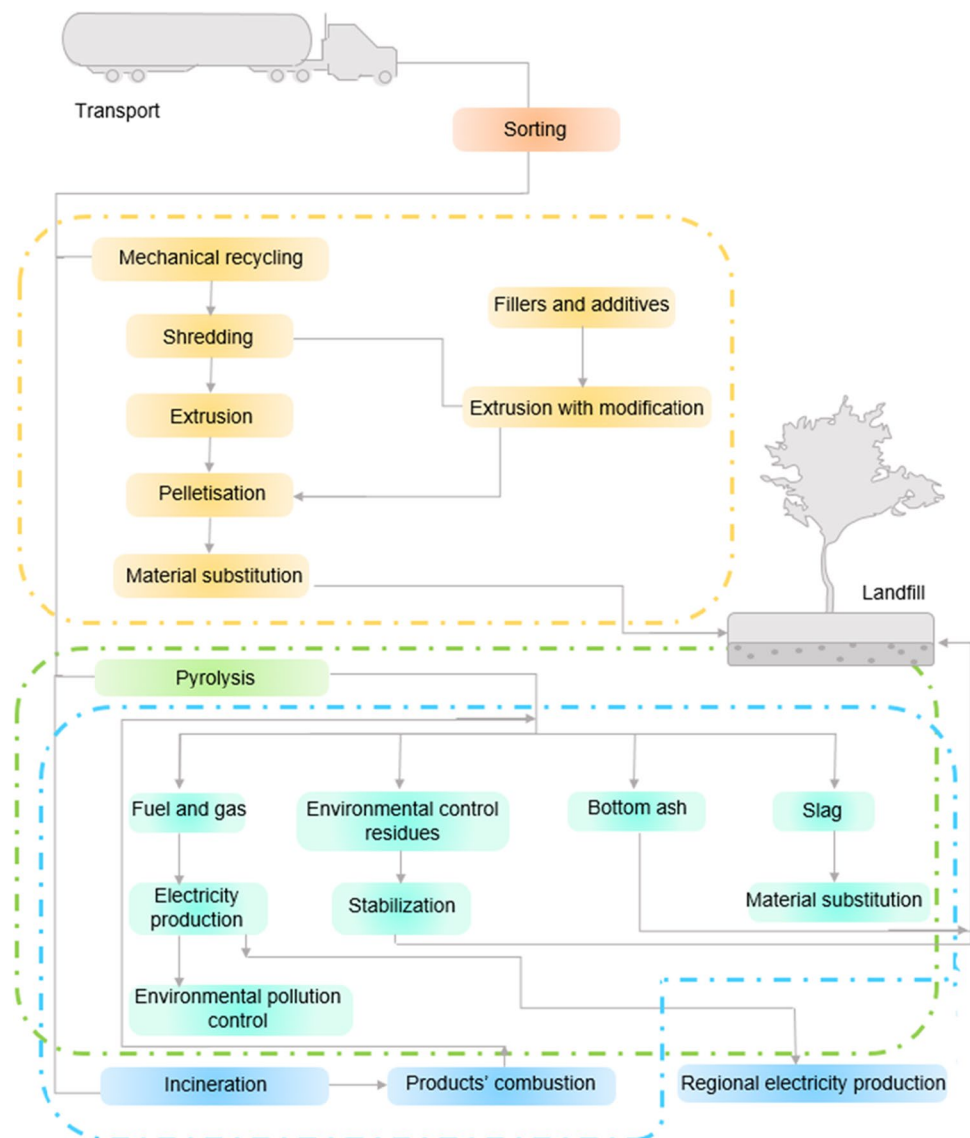 Transport
Sorting
Mechanical recycling
Fillers and additives
Shredding
Extrusion
Extrusion with modification
Pelletisation
Material substitution
Landfill
Pyrolysis
Fuel and gas
Environmental control
residues
Bottom ash
Slag
Electricity
production
Stabilization
Material substitution
Environmental pollution
control
Incineration
Products' combustion
Regional electricity production